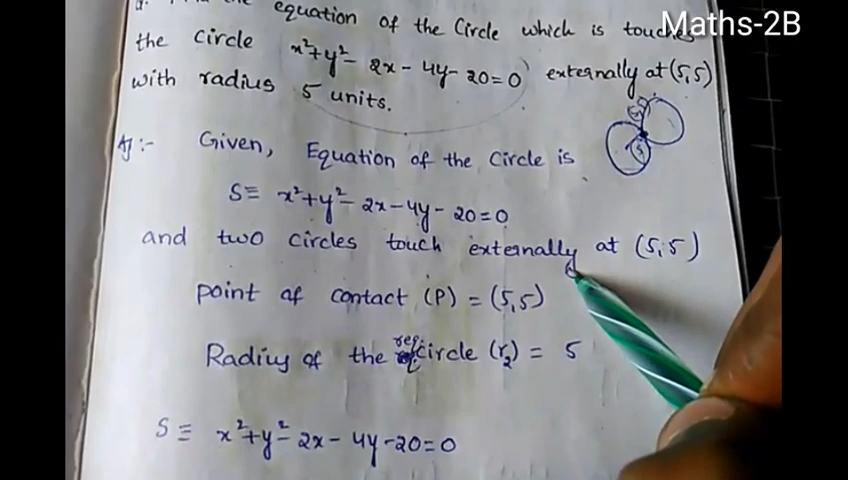 the equation of the Circle which is touches
Maths-2B
the circle x²+y²- 2x - 4y - 20=0 externally at (5,5)
with radius 5 units.
A:- Given, Equation of the Circle is
S≡ x²+y²- 2x-4y-20=0
and two circles touch externally at (5,5)
point of contact (P) = (5,5)
Radius of the req circle (r₂) = 5
S ≡ x²+y²- 2x-4y-20=0